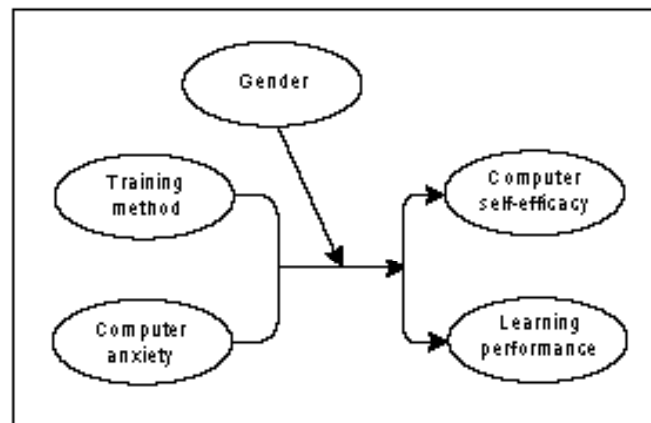 Gender
Training
method
Computer
self-efficacy
Computer
anxiety
Learning
performance